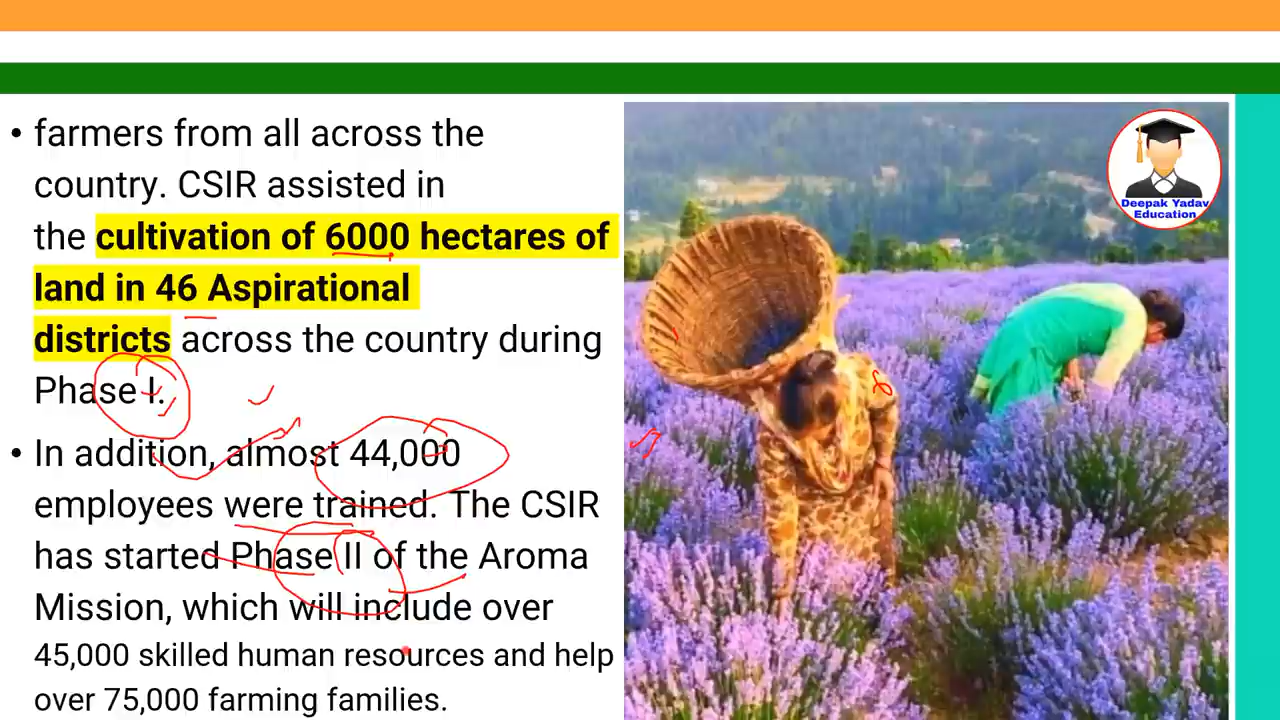 • farmers from all across the
country. CSIR assisted in
the cultivation of 6000 hectares of
land in 46 Aspirational
districts across the country during
Phase I.
• In addition, almost 44,000
employees were trained. The CSIR
has started Phase II of the Aroma
Mission, which will include over
45,000 skilled human resources and help
over 75,000 farming families.
Deepak Yadav
Education